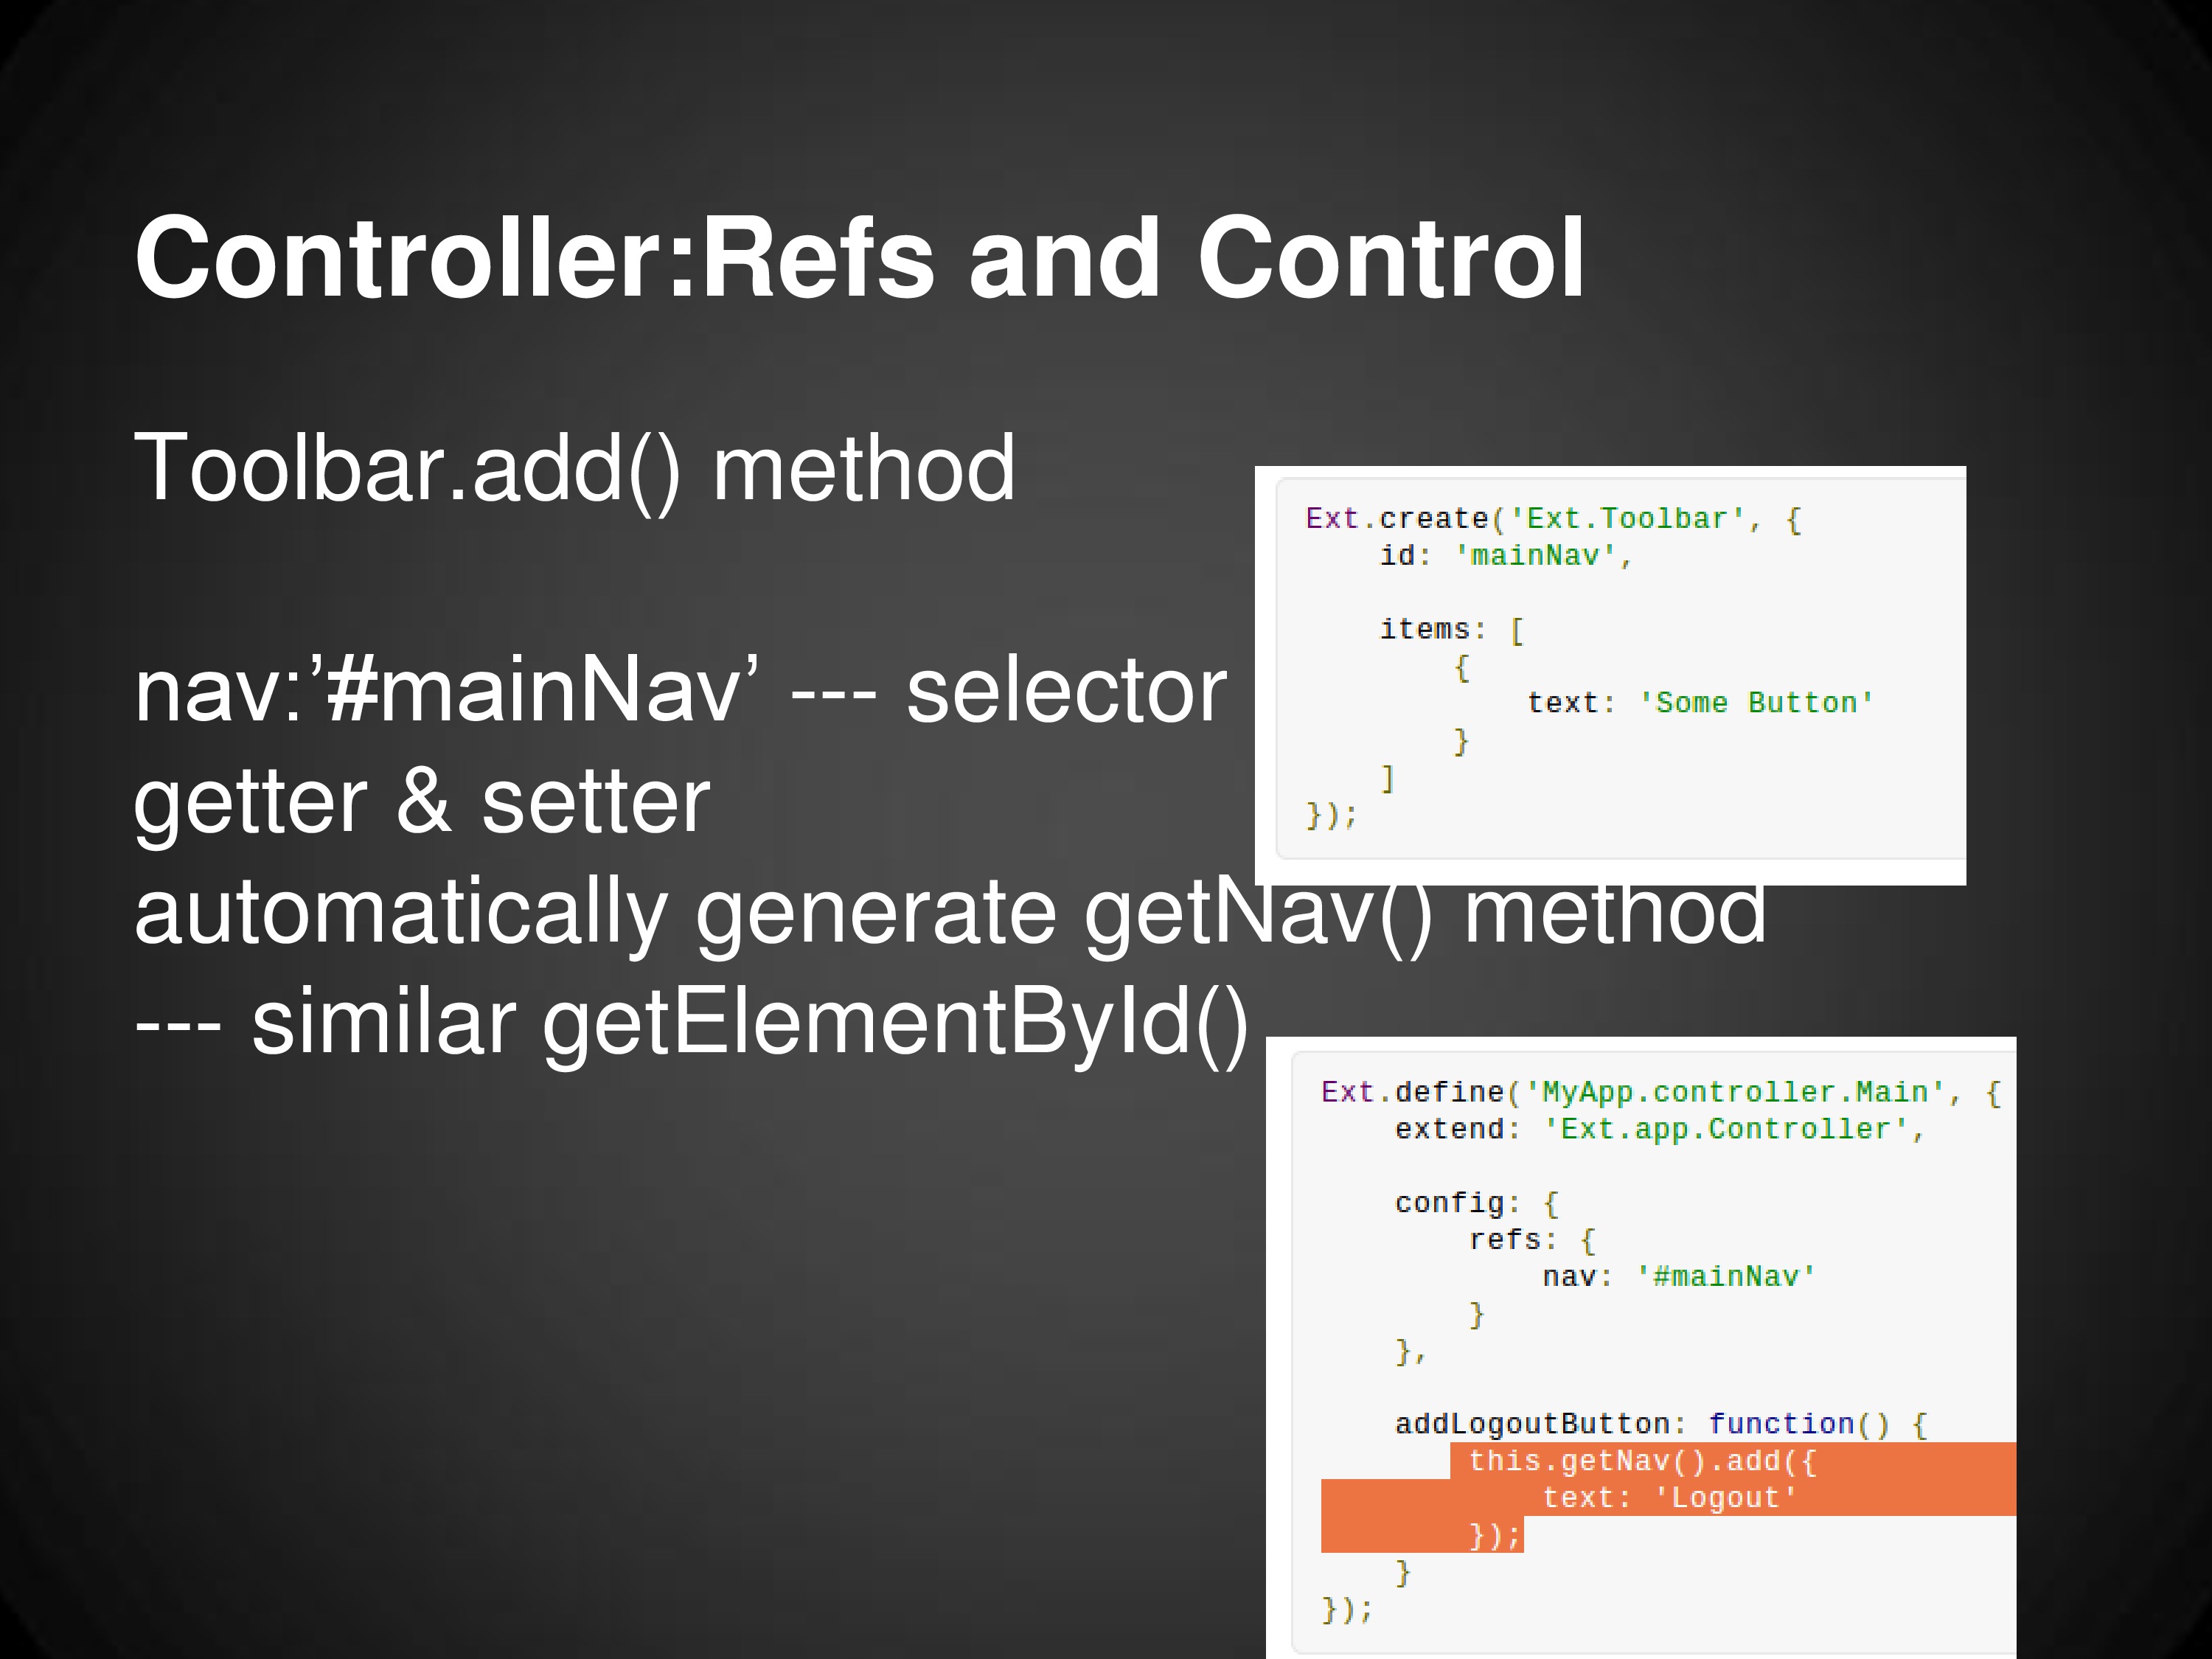 Controller:Refs and Control
Toolbar.add() method
nav:’#mainNav’ --- selector
getter & setter
automatically generate getNav() method
--- similar getElementById()
Ext.create('Ext.Toolbar', {
    id: 'mainNav',
    items: [
        {
            text: 'Some Button'
        }
    ]
});
Ext.define('MyApp.controller.Main', {
    extend: 'Ext.app.Controller',
    config: {
        refs: {
            nav: '#mainNav'
        }
    },
    addLogoutButton: function() {
        this.getNav().add({
            text: 'Logout'
        });
    }
});